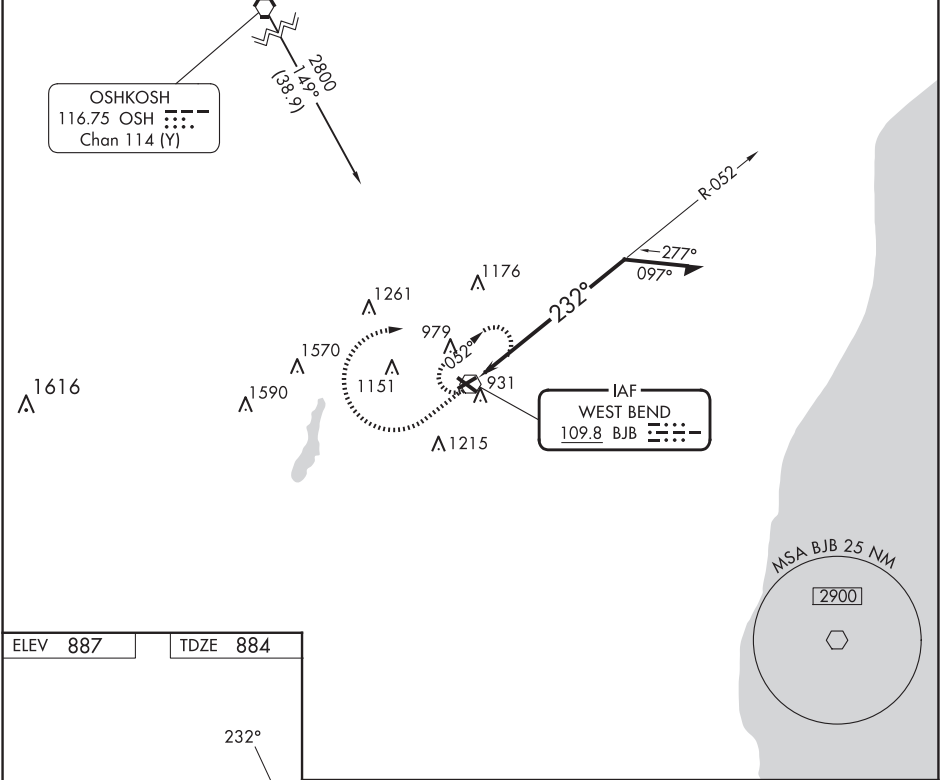 OSHKOSH
116.75 OSH
Chan 114 (Y)
2800
149°
(38.9)
R-052
277°
097°
232°
1176
1261
979
052°
1570
1151
931
1590
1616
1215
IAF
WEST BEND
109.8 BJB
MSA BJB 25 NM
2900
ELEV 887
TDZE 884
232°